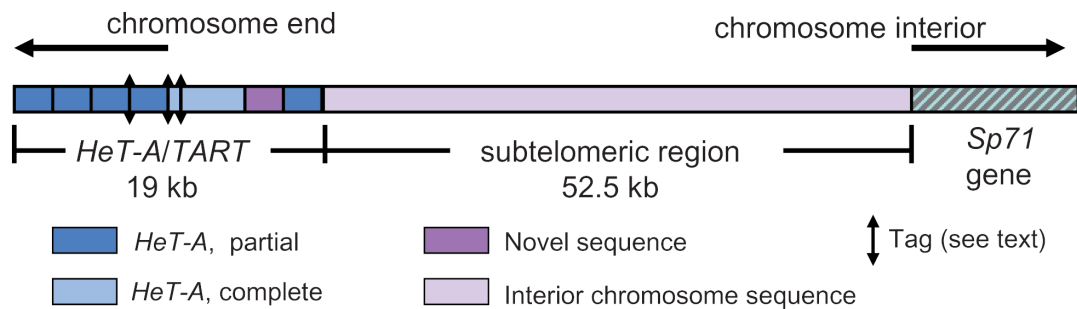 chromosome end
chromosome interior
HeT-A/TART
19 kb
subtelomeric region
52.5 kb
Sp71
gene
HeT-A, partial
Novel sequence
Tag (see text)
HeT-A, complete
Interior chromosome sequence